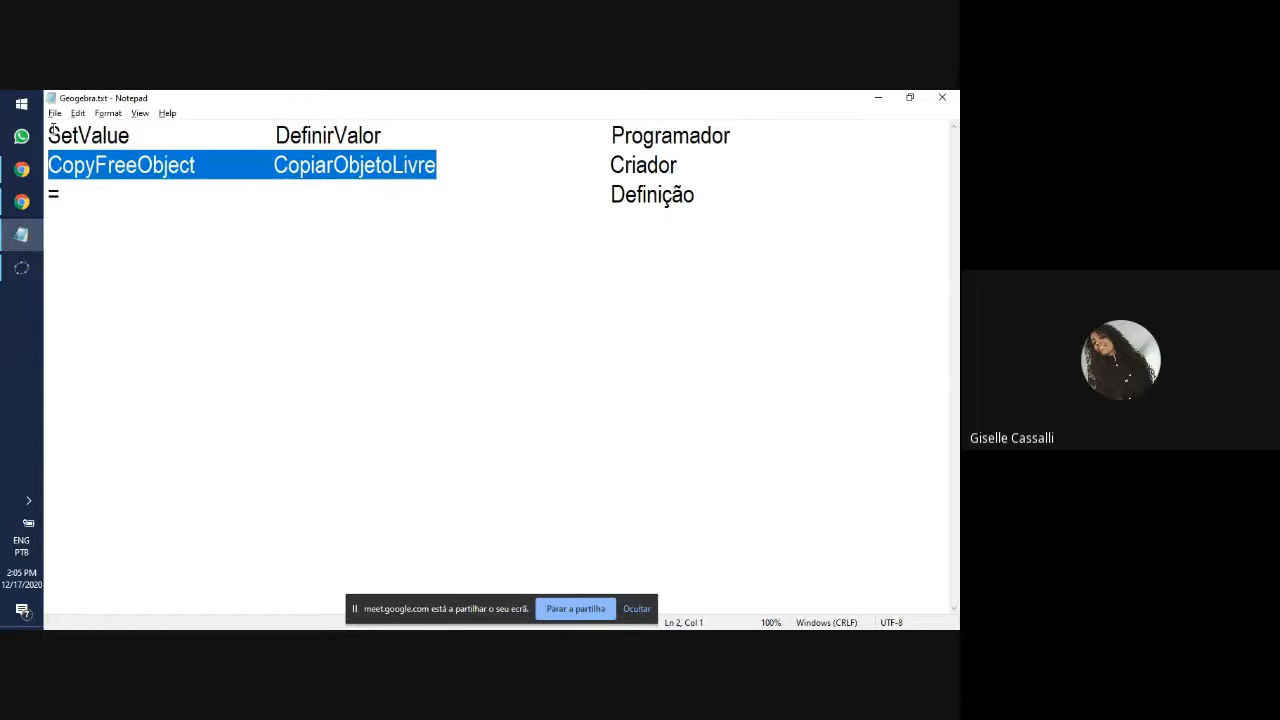 Geogebra.txt - Notepad
File Edit Format View Help
SetValue DefinirValor Programador
CopyFreeObject CopiarObjetoLivre Criador
= Definição
Giselle Cassalli
ENG
PTB
2:05 PM
12/17/2020
7
meet.google.com está a partilhar o seu ecrã. Parar a partilha Ocultar
Ln 2, Col 1 100% Windows (CRLF) UTF-8